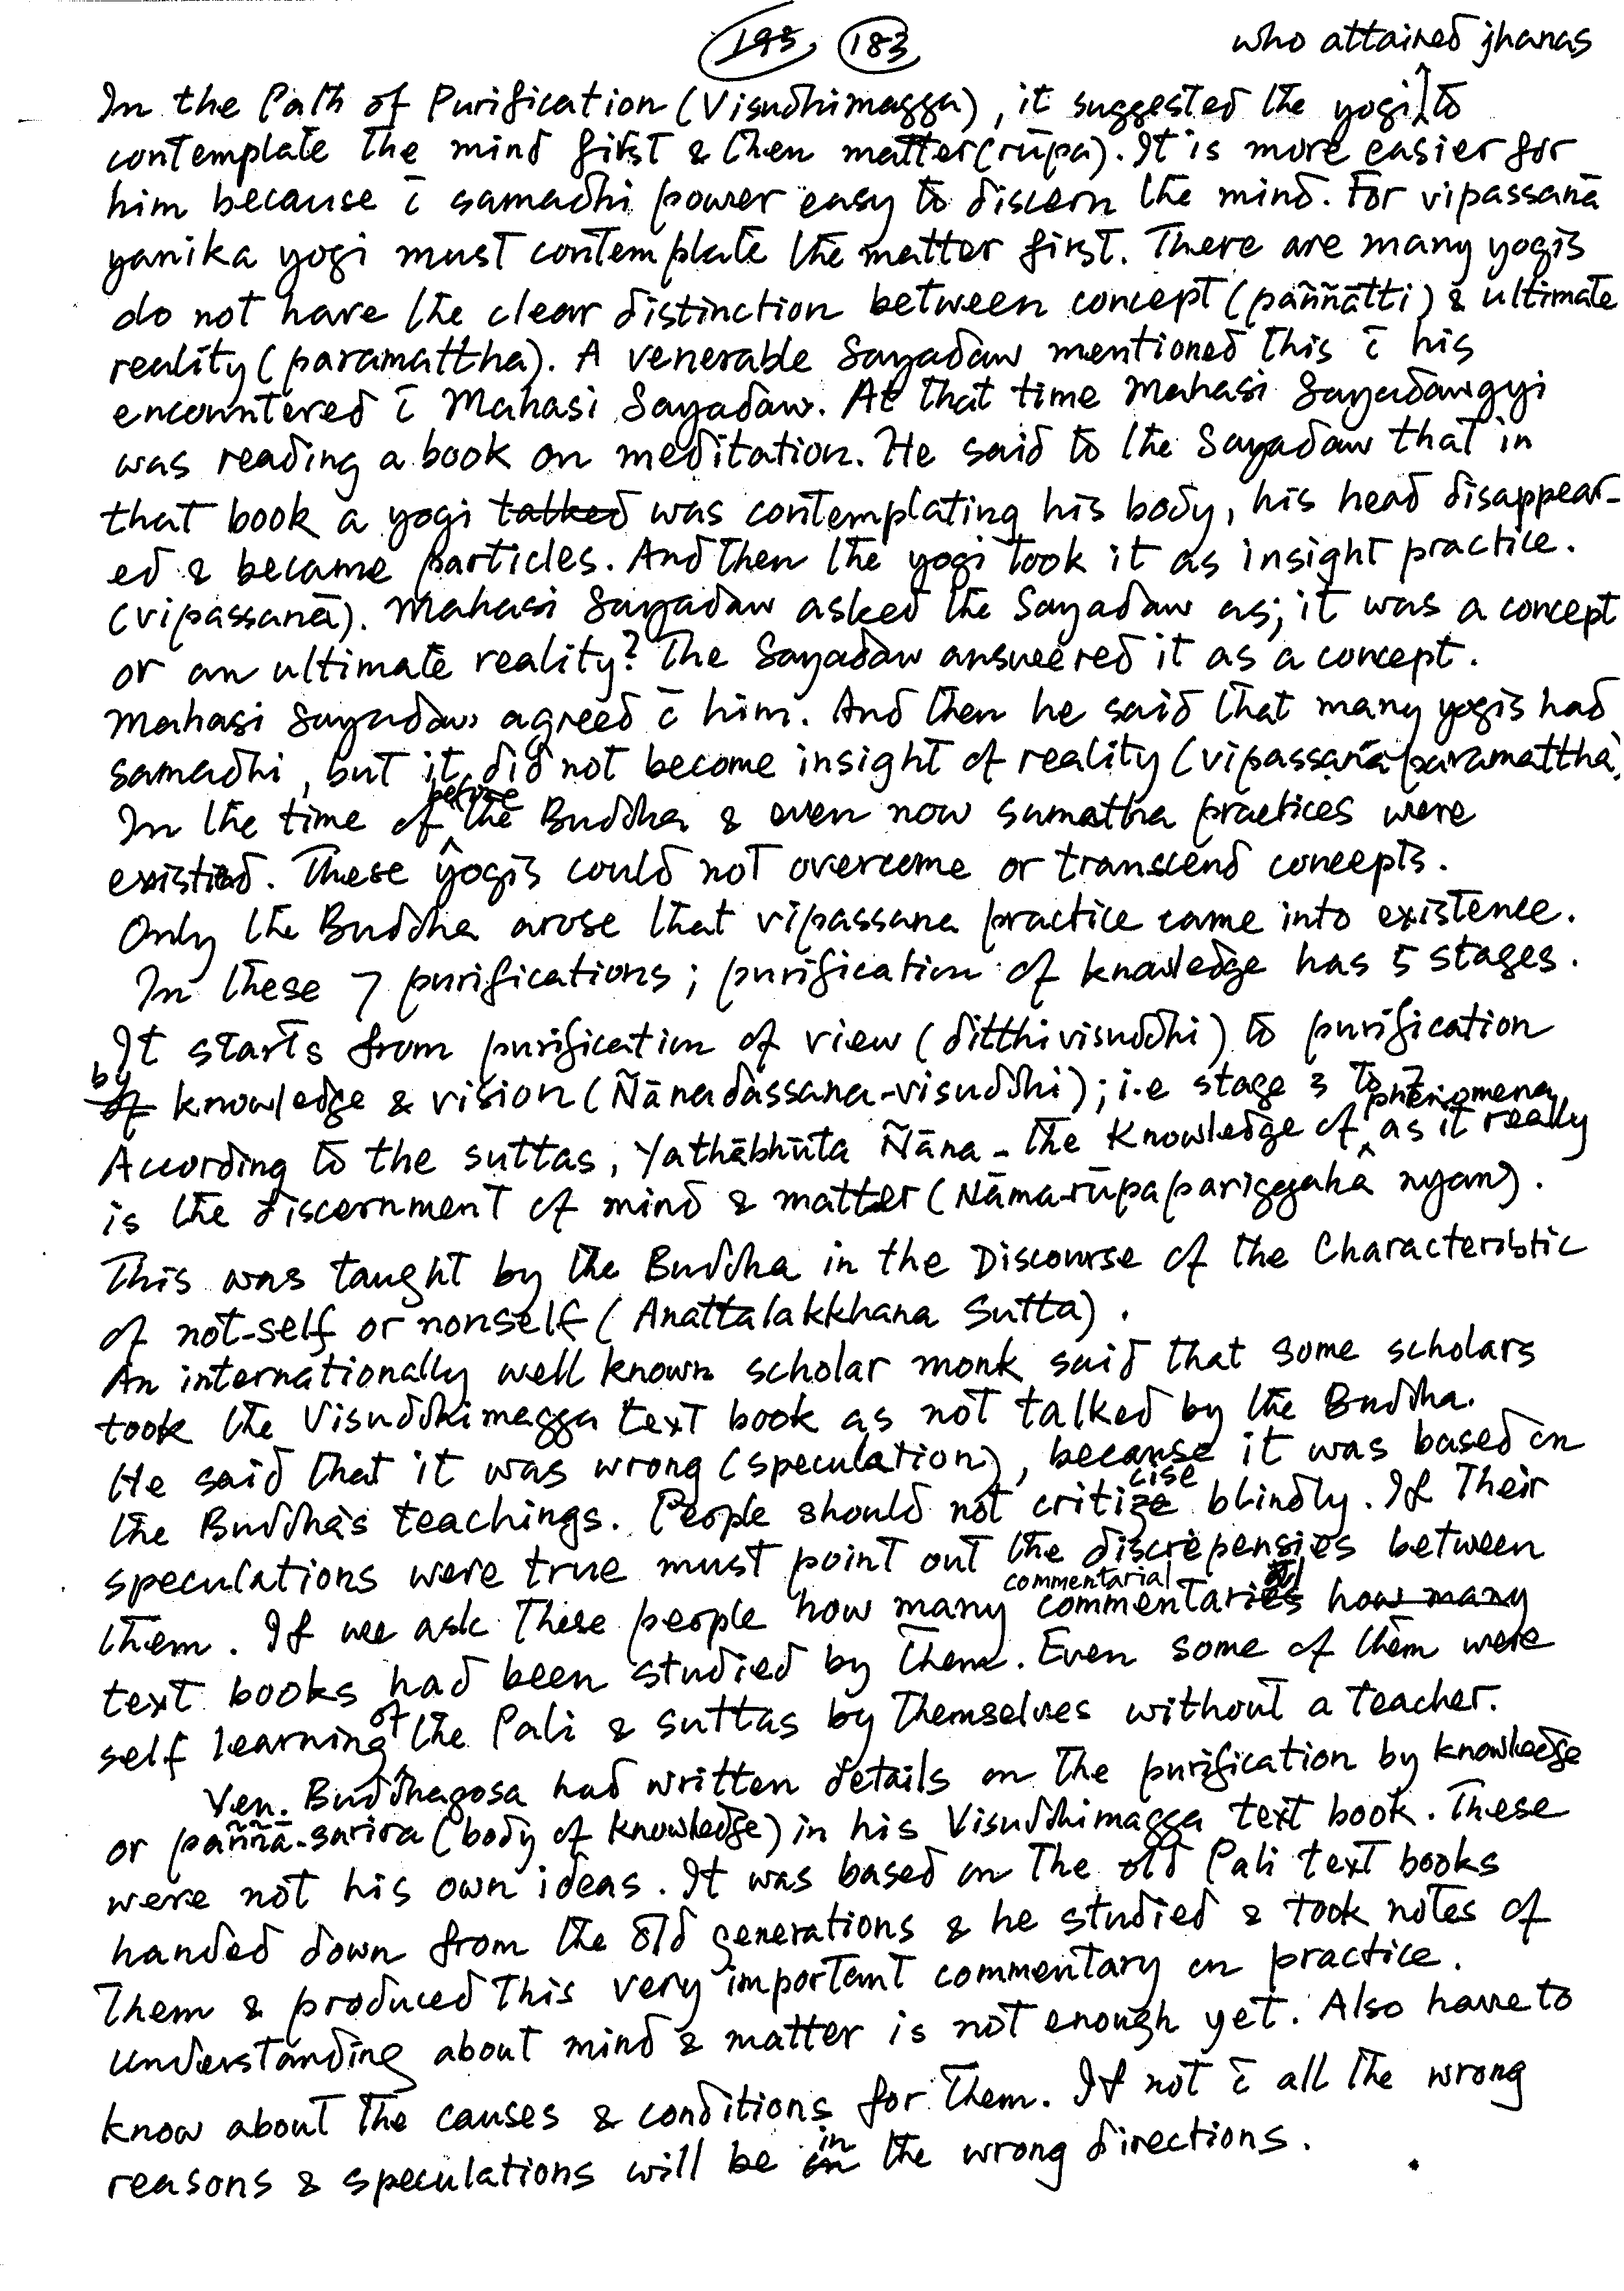 195, 183
who attained jhanas
In the Path of Purification (Visudhimagga), it suggested the yogi to
contemplate the mind first & then matter (rūpa). It is more easier for
him because c̄ samadhi power easy to discern the mind. For vipassanā
yanika yogi must contemplate the matter first. There are many yogis
do not have the clear distinction between concept (paññātti) & ultimate
reality (paramattha). A venerable Sayadaw mentioned this c̄ his
encountered c̄ Mahasi Sayadaw. At that time Mahasi Sayadawgyi
was reading a book on meditation. He said to the Sayadaw that in
that book a yogi talked was contemplating his body, his head disappear-
ed & became particles. And then the yogi took it as insight practice.
(vipassanā). Mahasi Sayadaw asked the Sayadaw as; it was a concept
or an ultimate reality? The Sayadaw answeered it as a concept.
Mahasi Sayadaw agreed c̄ him. And then he said that many yogis had
samadhi, but it did not become insight of reality (vipassanā paramattha)
before
In the time of the Buddha & even now samatha practices were
existied. These yogis could not overcome or transcend concepts.
Only the Buddha arose that vipassana practice came into existence.
In these 7 purifications; purification of knowledge has 5 stages.
It starts from purification of view (ditthivisuddhi) to purification
by
of knowledge & vision (Ñānadassana-visuddhi); i.e stage 3 to 7
phenomena
According to the suttas, Yathābhūta Ñāna - the Knowledge of as it really
is the discernment of mind & matter (Nāma-rūpa pariggaha nyan).
This was taught by the Buddha in the Discourse of the Characteristic
of not-self or nonself (Anattalakkhana Sutta).
An internationally well known scholar monk said that some scholars
took the Visuddhimagga text book as not talked by the Buddha.
He said that it was wrong (speculation), because it was based on
cise
the Buddha's teachings. People should not critize blindly. If Their
speculations were true must point out the discrepensies between
commentarial
them. If we ask these people how many commentaries how many
text books had been studied by them. Even some of them were
of
self learning the Pali & suttas by themselves without a teacher.
Ven. Buddhagosa had written details on the purification by knowledge
or paññā-sarira (body of knowledge) in his Visuddhimagga text book. These
were not his own ideas. It was based on the old Pali text books
handed down from the old generations & he studied & took notes of
them & produced this very important commentary on practice.
Understanding about mind & matter is not enough yet. Also have to
know about the causes & conditions for them. If not c̄ all the wrong
in
reasons & speculations will be on the wrong directions.